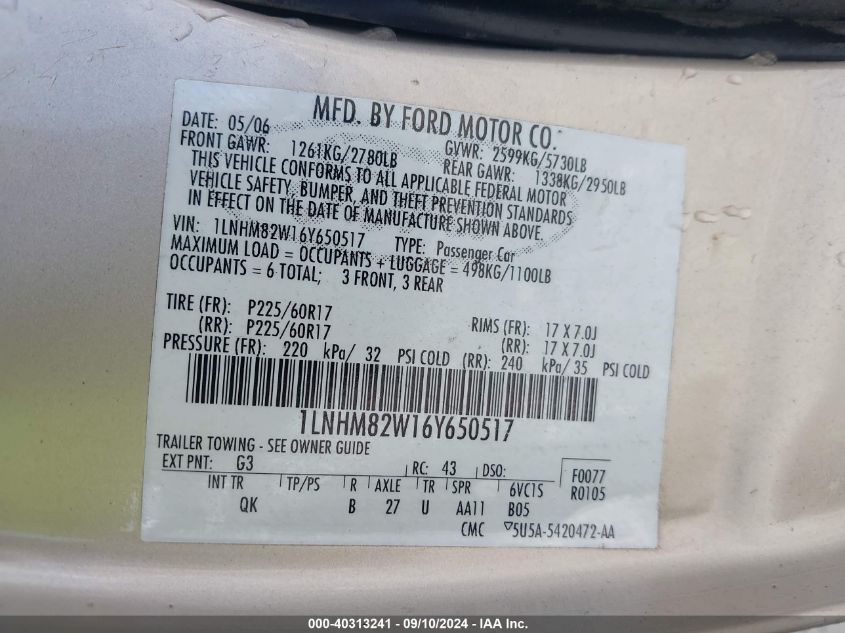 MFD. BY FORD MOTOR CO.
DATE: 05/06 GVWR: 2599KG/5730LB
FRONT GAWR: 1261KG/2780LB REAR GAWR: 1338KG/2950LB
THIS VEHICLE CONFORMS TO ALL APPLICABLE FEDERAL MOTOR
VEHICLE SAFETY, BUMPER, AND THEFT PREVENTION STANDARDS
IN EFFECT ON THE DATE OF MANUFACTURE SHOWN ABOVE.
VIN: 1LNHM82W16Y650517 TYPE: Passenger Car
MAXIMUM LOAD = OCCUPANTS + LUGGAGE = 498KG/1100LB
OCCUPANTS = 6 TOTAL; 3 FRONT, 3 REAR
TIRE (FR): P225/60R17 RIMS (FR): 17 X 7.0J
(RR): P225/60R17 (RR): 17 X 7.0J
PRESSURE (FR): 220 kPa/ 32 PSI COLD (RR): 240 kPa/ 35 PSI COLD
1LNHM82W16Y650517
TRAILER TOWING - SEE OWNER GUIDE
EXT PNT: G3 RC: 43 DSO: F0077
INT TR TP/PS R AXLE TR SPR 6VC1S R0105
QK B 27 U AA11 B05
CMC ▽5U5A-5420472-AA
000-40313241 - 09/10/2024 - IAA Inc.